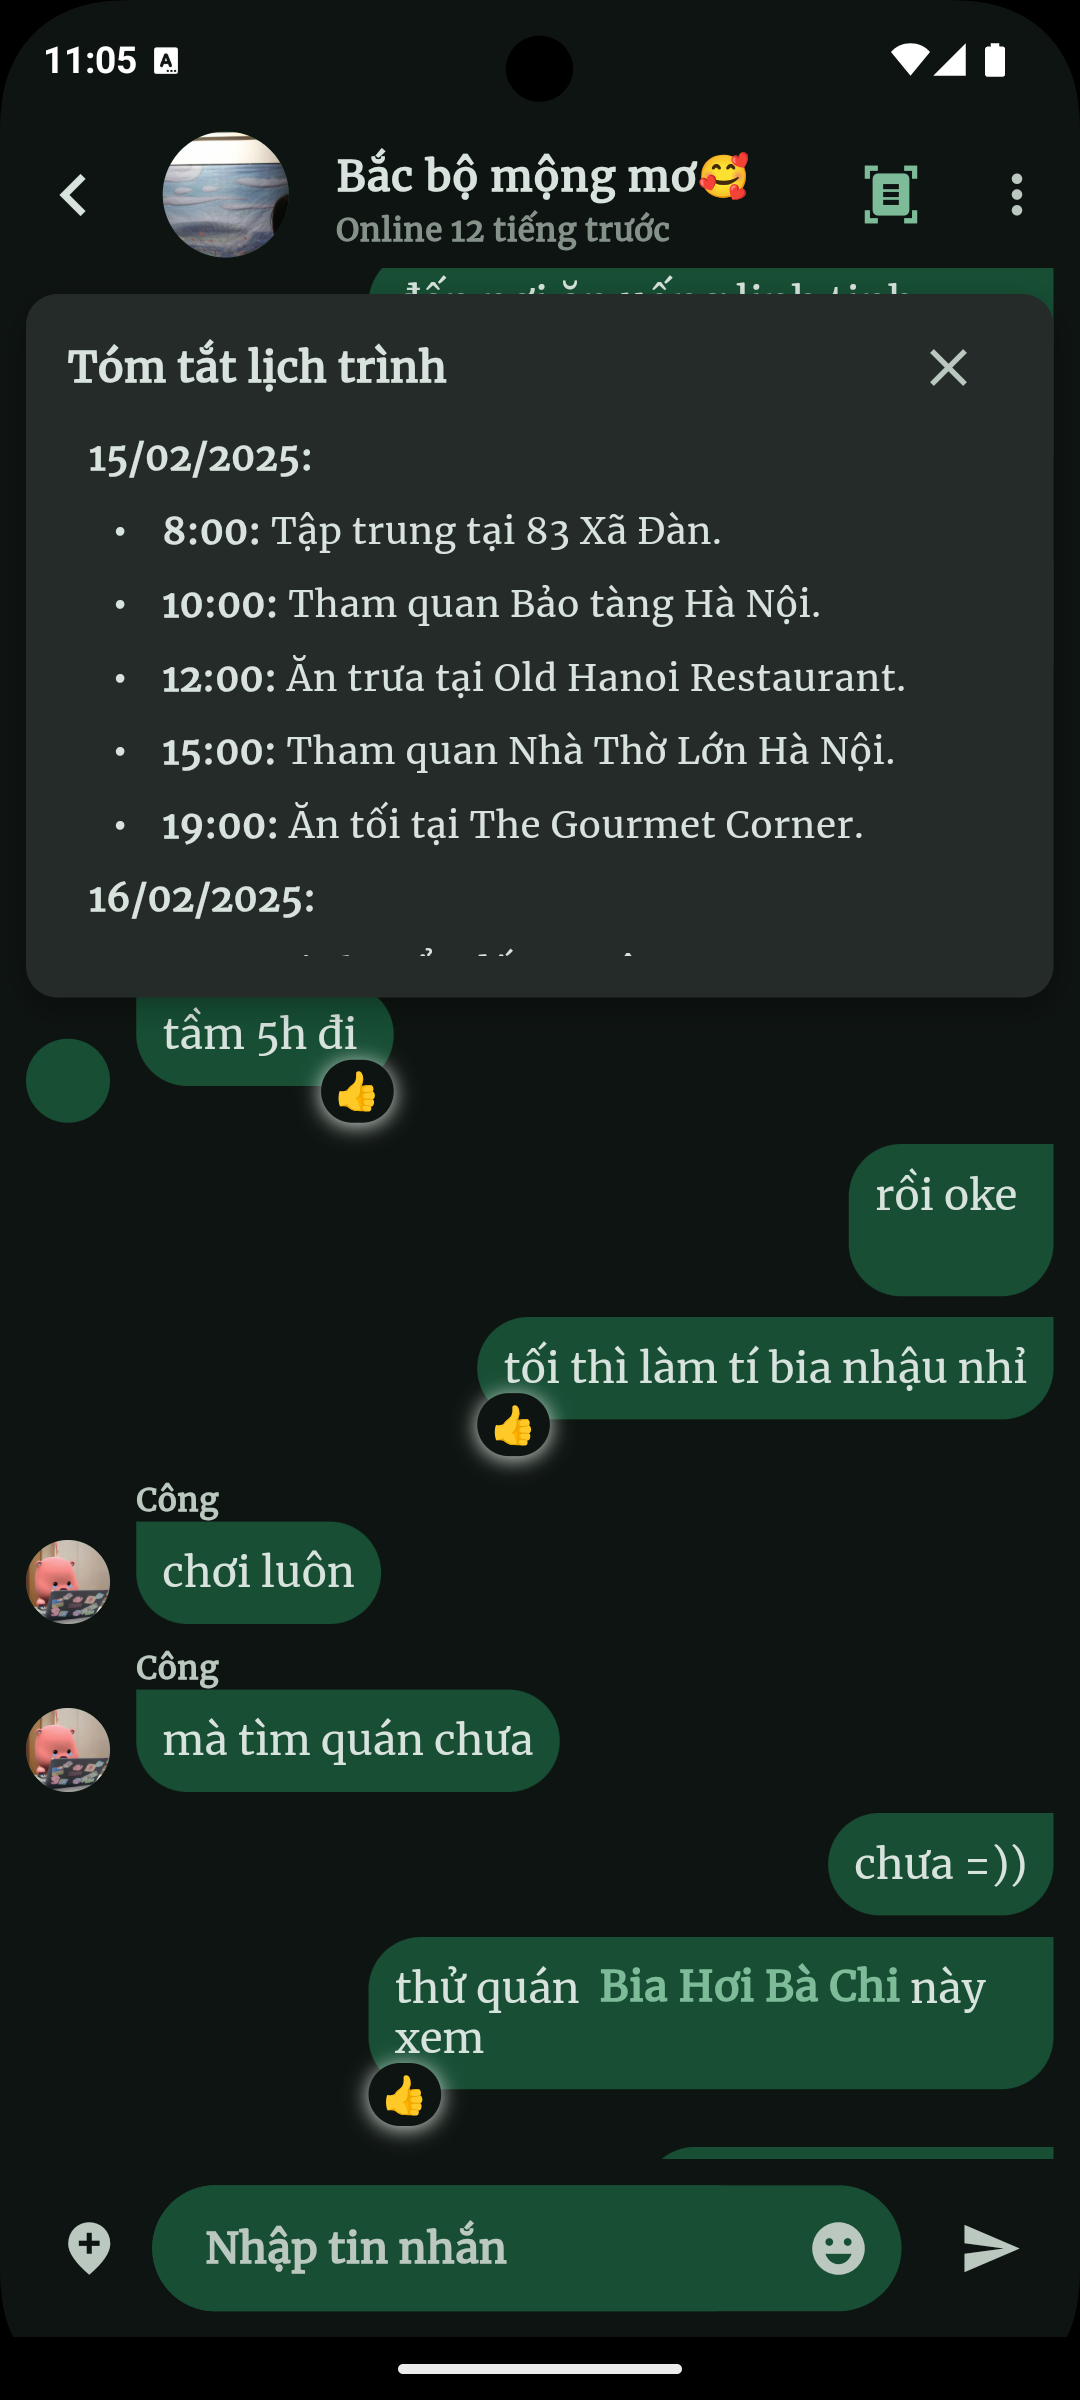 11:05
Bắc bộ mộng mơ🥰
Online 12 tiếng trước
Tóm tắt lịch trình
15/02/2025:
• 8:00: Tập trung tại 83 Xã Đàn.
• 10:00: Tham quan Bảo tàng Hà Nội.
• 12:00: Ăn trưa tại Old Hanoi Restaurant.
• 15:00: Tham quan Nhà Thờ Lớn Hà Nội.
• 19:00: Ăn tối tại The Gourmet Corner.
16/02/2025:
tầm 5h đi
👍
rồi oke
tối thì làm tí bia nhậu nhỉ
👍
Công
chơi luôn
Công
mà tìm quán chưa
chưa =))
thử quán Bia Hơi Bà Chi này
xem
👍
Nhập tin nhắn